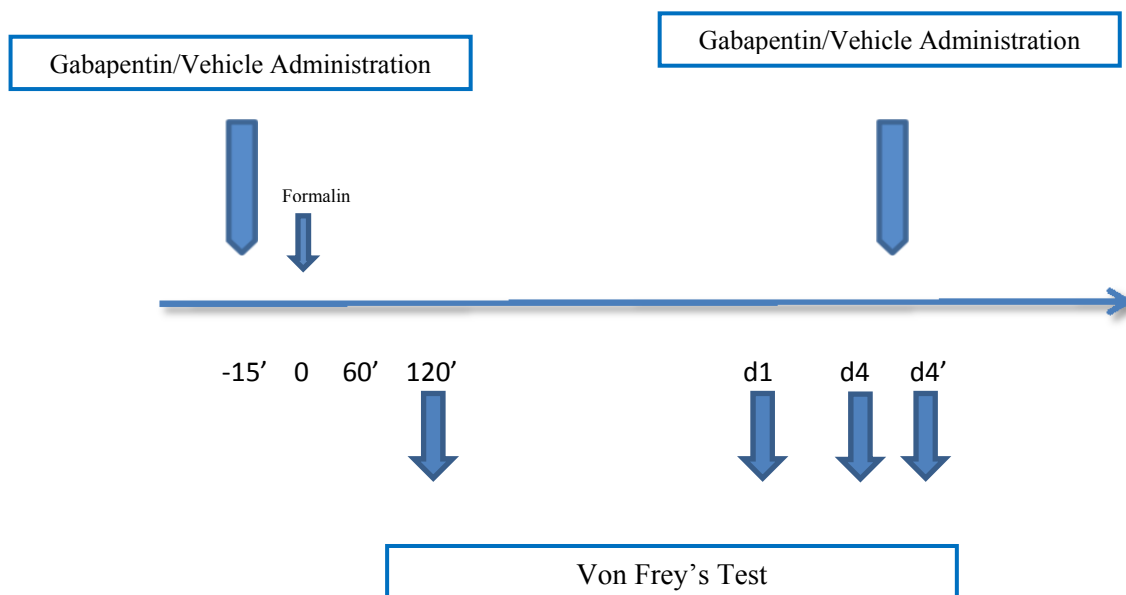 Gabapentin/Vehicle Administration
Gabapentin/Vehicle Administration
Formalin
-15’ 0 60’ 120’ d1 d4 d4’
Von Frey’s Test